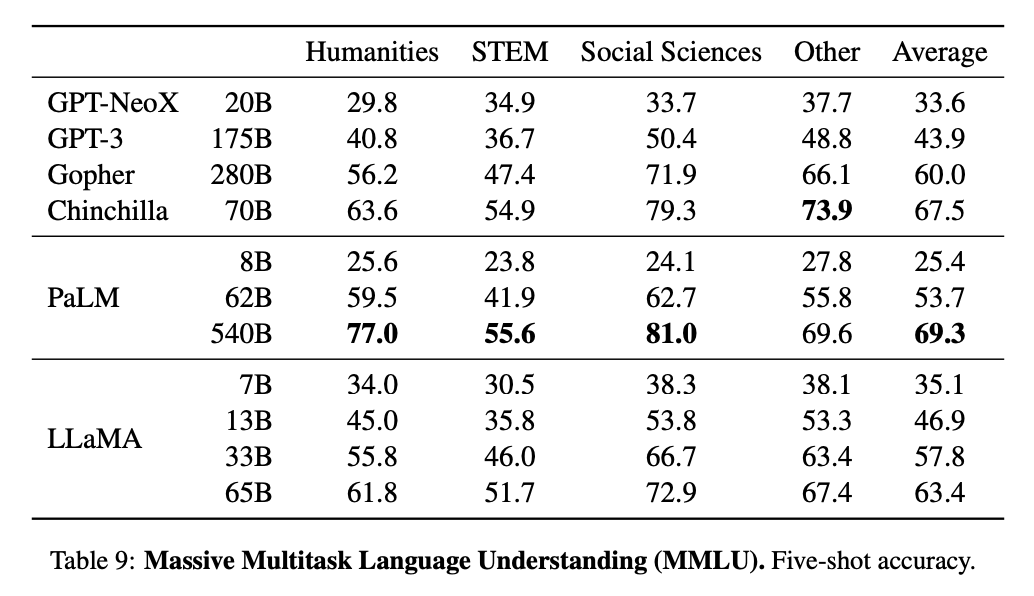 Humanities STEM Social Sciences Other Average
GPT-NeoX 20B 29.8 34.9 33.7 37.7 33.6
GPT-3 175B 40.8 36.7 50.4 48.8 43.9
Gopher 280B 56.2 47.4 71.9 66.1 60.0
Chinchilla 70B 63.6 54.9 79.3 73.9 67.5
8B 25.6 23.8 24.1 27.8 25.4
PaLM 62B 59.5 41.9 62.7 55.8 53.7
540B 77.0 55.6 81.0 69.6 69.3
7B 34.0 30.5 38.3 38.1 35.1
13B 45.0 35.8 53.8 53.3 46.9
LLaMA
33B 55.8 46.0 66.7 63.4 57.8
65B 61.8 51.7 72.9 67.4 63.4
Table 9: Massive Multitask Language Understanding (MMLU). Five-shot accuracy.